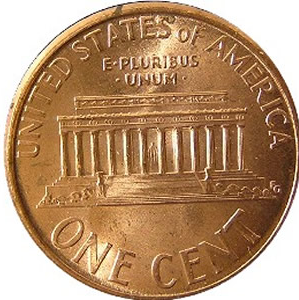 UNITED STATES OF AMERICA
E·PLURIBUS
·UNUM·
ONE CENT